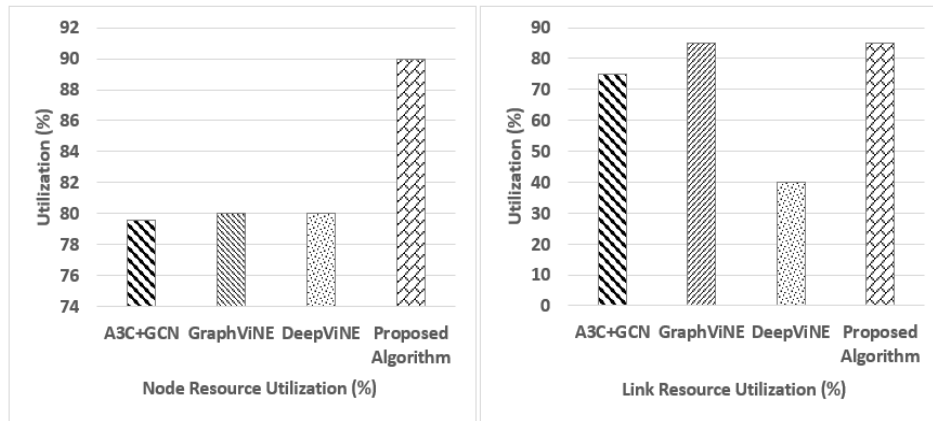 92
90
88
86
84
82
80
78
76
74
Utilization (%)
A3C+GCN GraphViNE DeepViNE Proposed
Algorithm
Node Resource Utilization (%)
90
80
70
60
50
40
30
20
10
0
Utilization (%)
A3C+GCN GraphViNE DeepViNE Proposed
Algorithm
Link Resource Utilization (%)